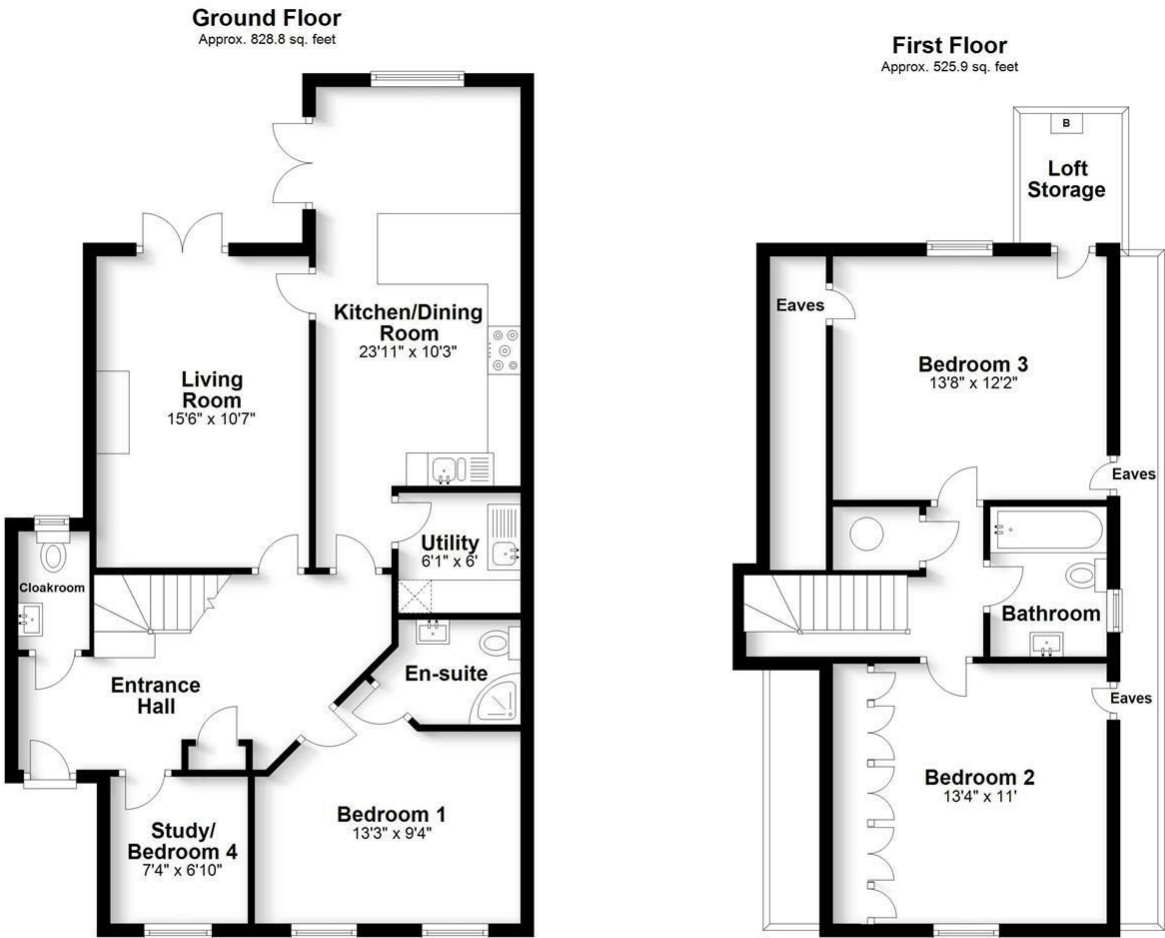 Ground Floor
Approx. 828.8 sq. feet
Kitchen/Dining
Room
23'11" x 10'3"
Living
Room
15'6" x 10'7"
Utility
6'1" x 6'
Cloakroom
En-suite
Entrance
Hall
Bedroom 1
13'3" x 9'4"
Study/
Bedroom 4
7'4" x 6'10"
First Floor
Approx. 525.9 sq. feet
B
Loft
Storage
Eaves
Bedroom 3
13'8" x 12'2"
Eaves
Bathroom
Eaves
Bedroom 2
13'4" x 11'